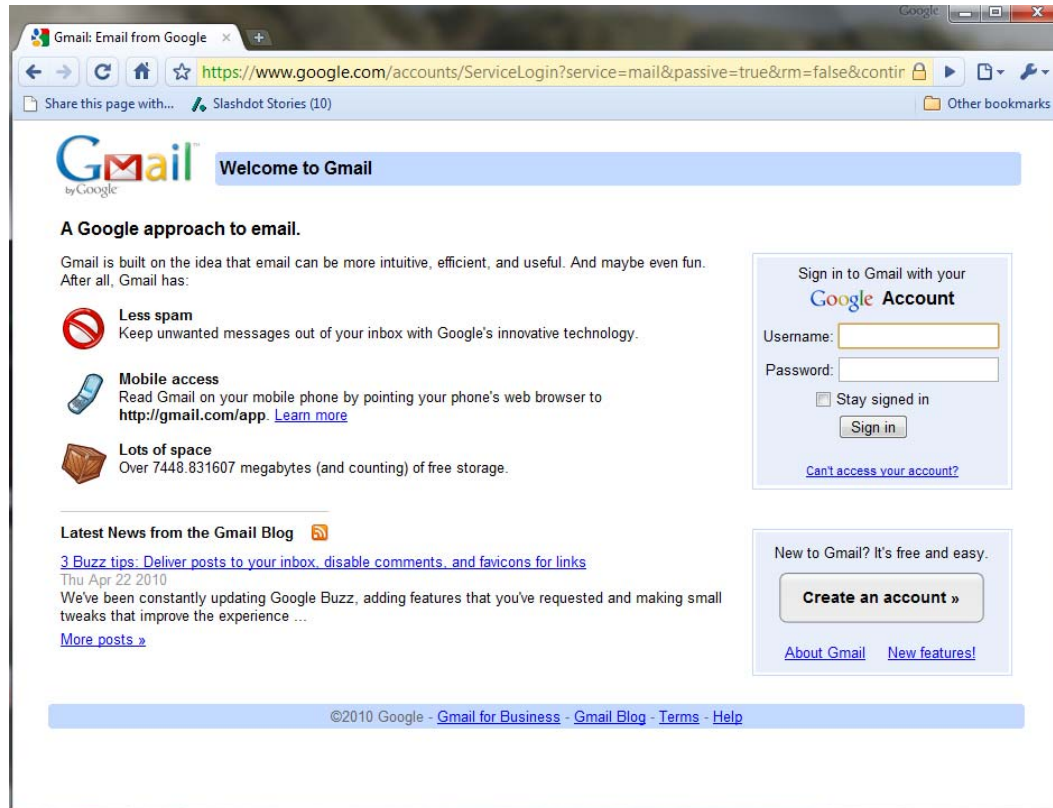 Google
Gmail: Email from Google
https://www.google.com/accounts/ServiceLogin?service=mail&passive=true&rm=false&contin
Share this page with... Slashdot Stories (10) Other bookmarks
Gmail™
by Google
Welcome to Gmail
A Google approach to email.
Gmail is built on the idea that email can be more intuitive, efficient, and useful. And maybe even fun.
After all, Gmail has:
Less spam
Keep unwanted messages out of your inbox with Google's innovative technology.
Mobile access
Read Gmail on your mobile phone by pointing your phone's web browser to
http://gmail.com/app. Learn more
Lots of space
Over 7448.831607 megabytes (and counting) of free storage.
Sign in to Gmail with your
Google Account
Username:
Password:
Stay signed in
Sign in
Can't access your account?
Latest News from the Gmail Blog
3 Buzz tips: Deliver posts to your inbox, disable comments, and favicons for links
Thu Apr 22 2010
We've been constantly updating Google Buzz, adding features that you've requested and making small
tweaks that improve the experience ...
More posts »
New to Gmail? It's free and easy.
Create an account »
About Gmail New features!
©2010 Google - Gmail for Business - Gmail Blog - Terms - Help